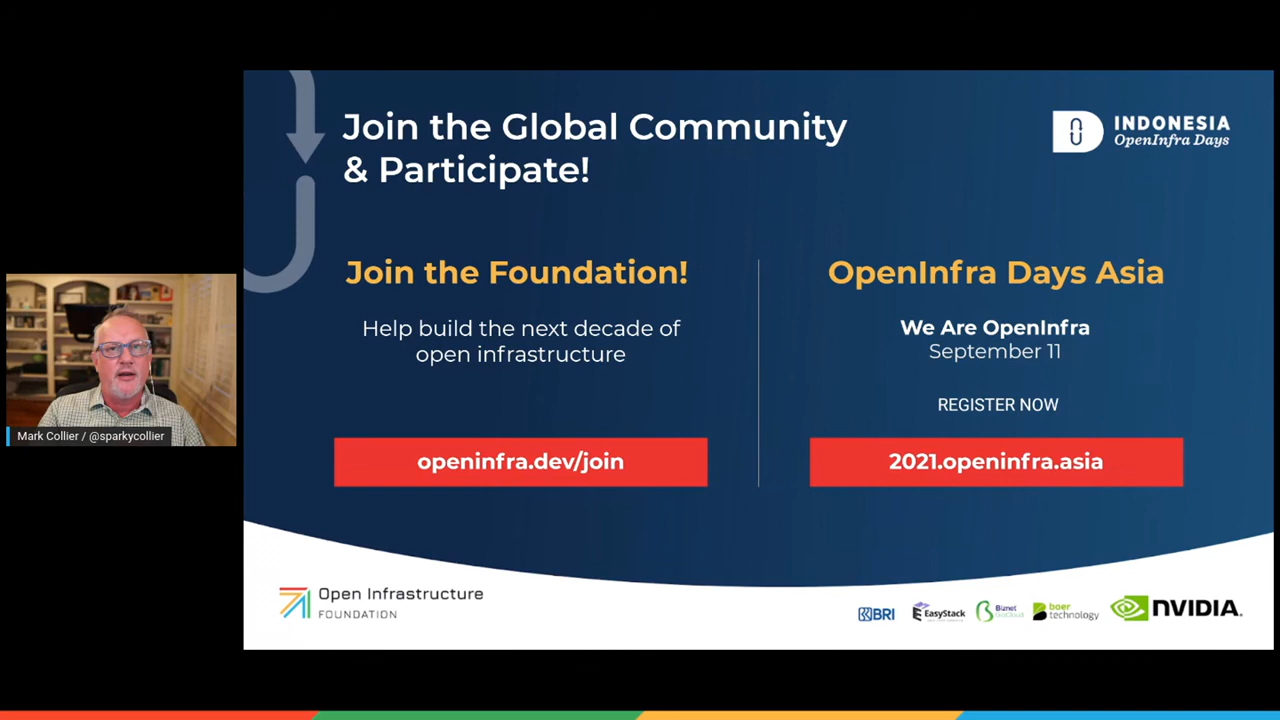 Join the Global Community
& Participate!
INDONESIA
OpenInfra Days
Join the Foundation!
Help build the next decade of
open infrastructure
openinfra.dev/join
OpenInfra Days Asia
We Are OpenInfra
September 11
REGISTER NOW
2021.openinfra.asia
Mark Collier / @sparkycollier
Open Infrastructure
FOUNDATION
BRI
EasyStack
Biznet
GioCloud
boer
technology
NVIDIA.